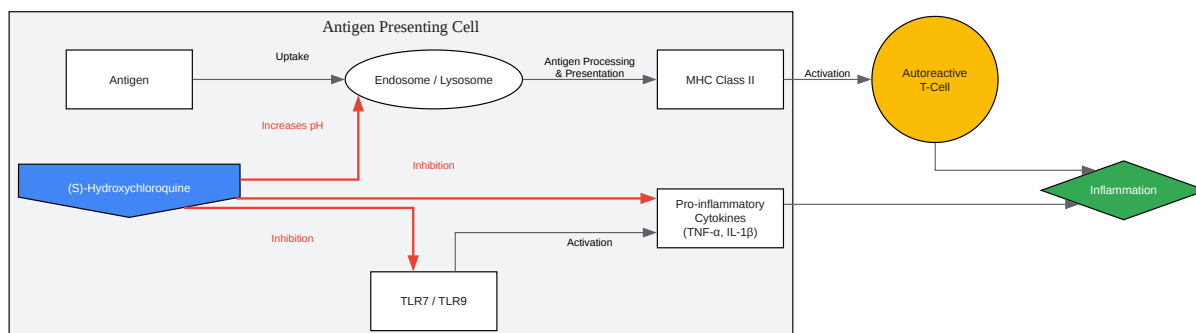 Antigen Presenting Cell
Uptake
Antigen
Endosome / Lysosome
Antigen Processing
& Presentation
MHC Class II
Activation
Autoreactive
T-Cell
Increases pH
Inhibition
(S)-Hydroxychloroquine
Inflammation
Pro-inflammatory
Cytokines
(TNF-α, IL-1β)
Inhibition
Activation
TLR7 / TLR9